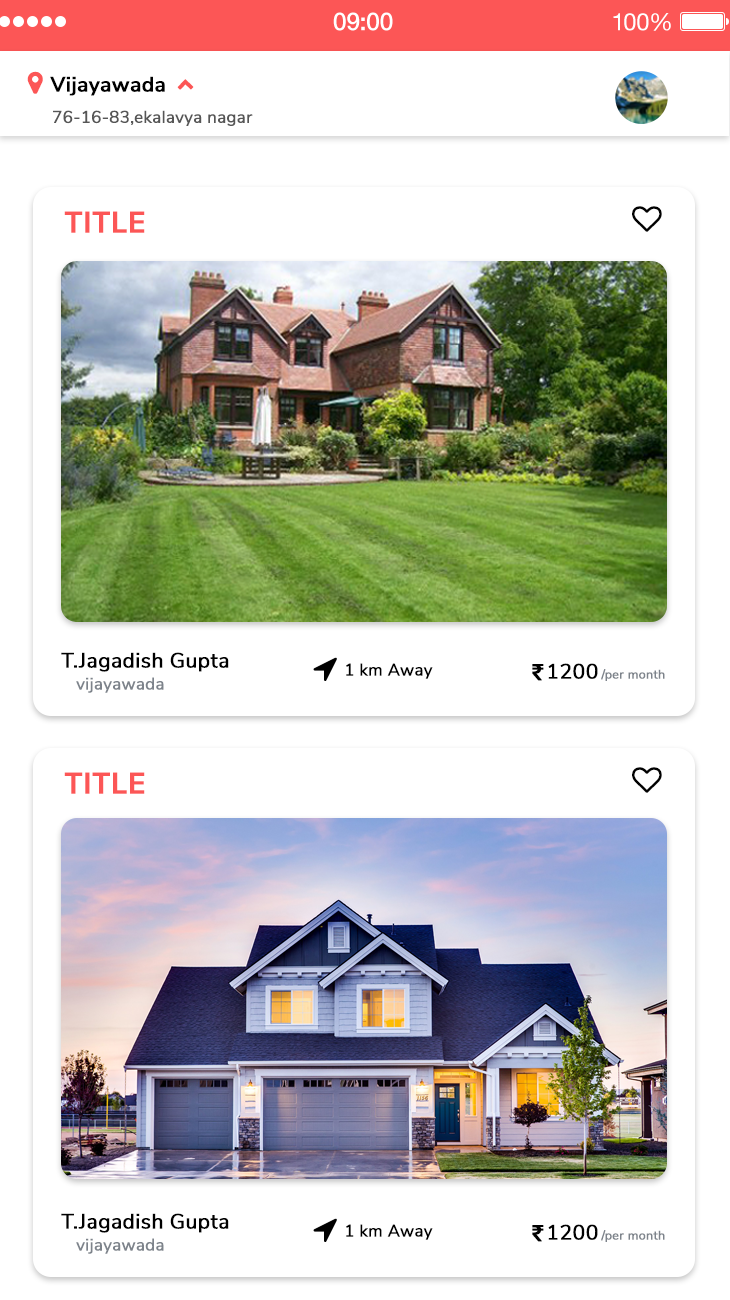 09:00
100%
Vijayawada
76-16-83,ekalavya nagar
TITLE
T.Jagadish Gupta
vijayawada
1 km Away
₹1200/per month
TITLE
T.Jagadish Gupta
vijayawada
1 km Away
₹1200/per month